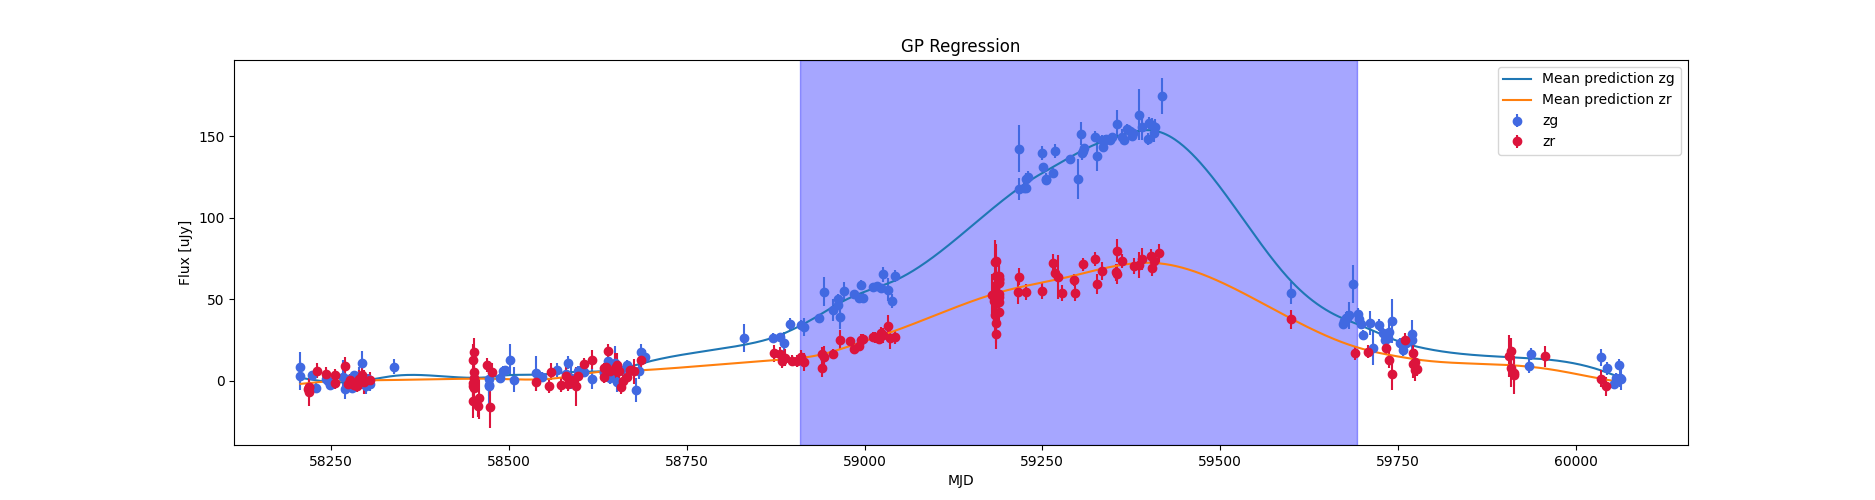 GP Regression
Mean prediction zg
Mean prediction zr
zg
zr
Flux [uJy]
150
100
50
0
58250
58500
58750
59000
59250
59500
59750
60000
MJD